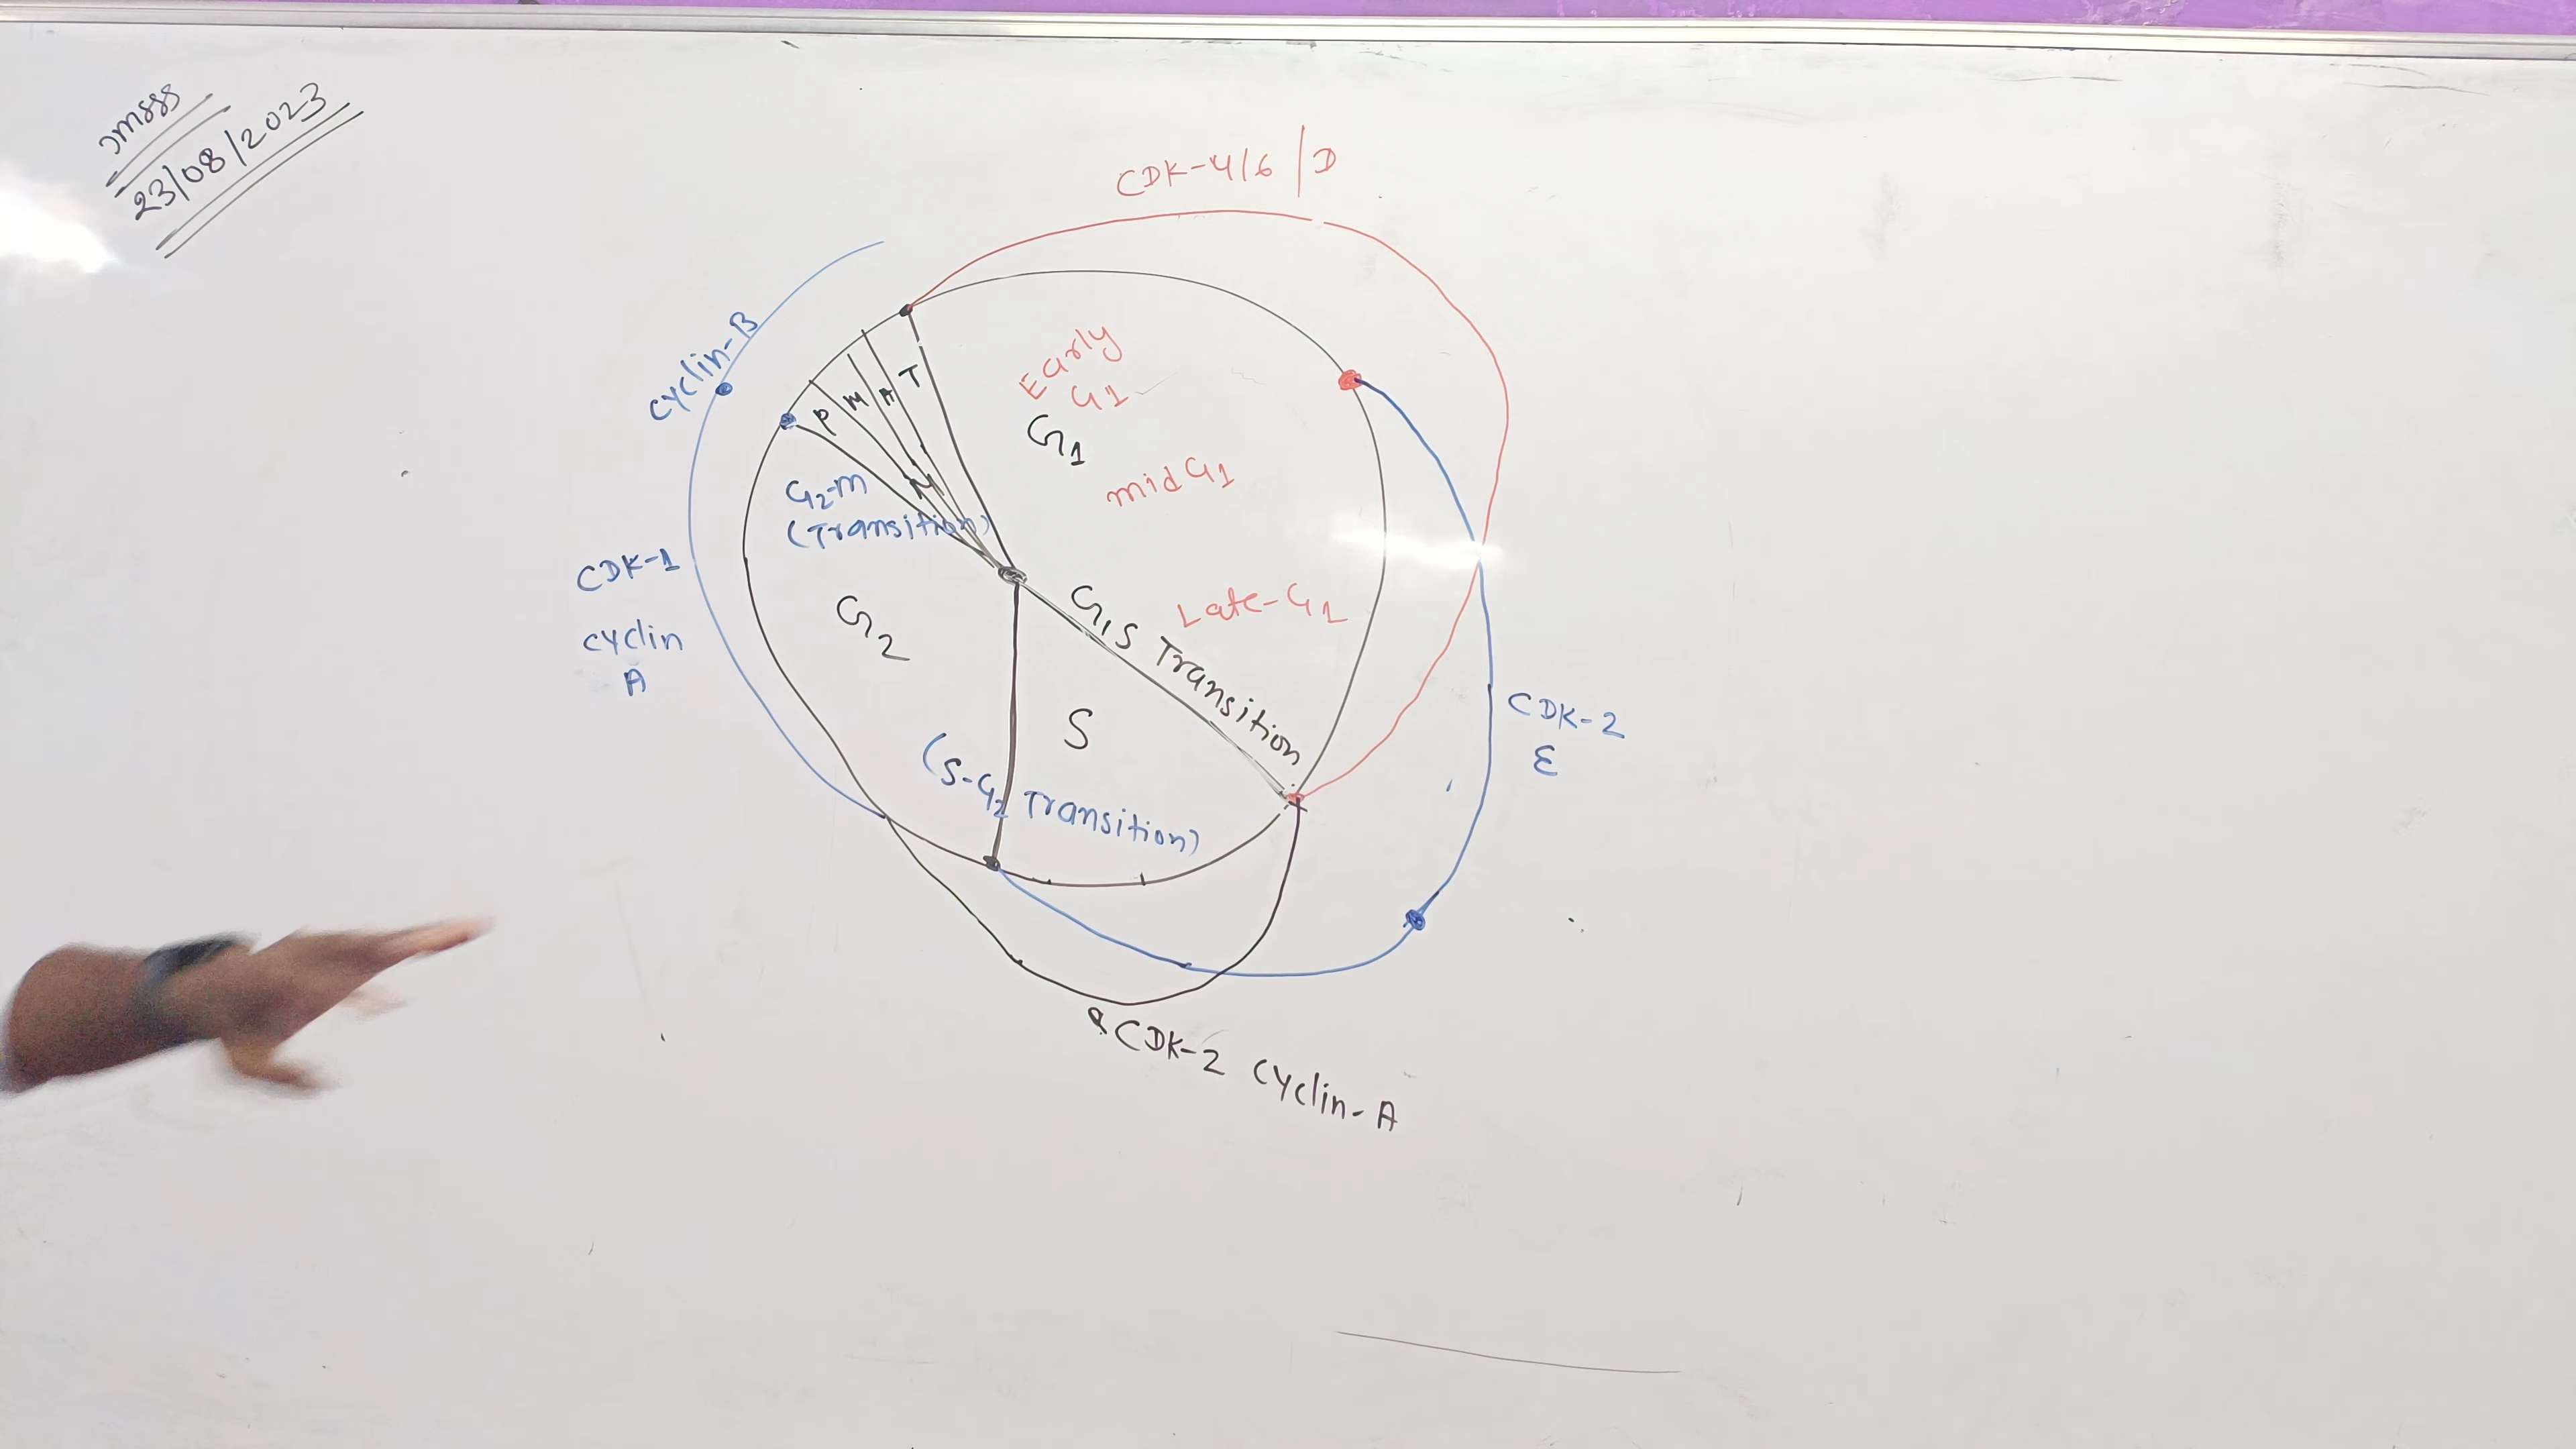 23/08/2023
CDK-4/6 / D
Cyclin-B
Early
G1
G1
T
A
M
P
M
mid G1
G2-M
(Transition)
CDK-1
Cyclin
A
Late-G1
G1S Transition
G2
S
(S-G2 Transition)
CDK-2
E
CDK-2 Cyclin-A